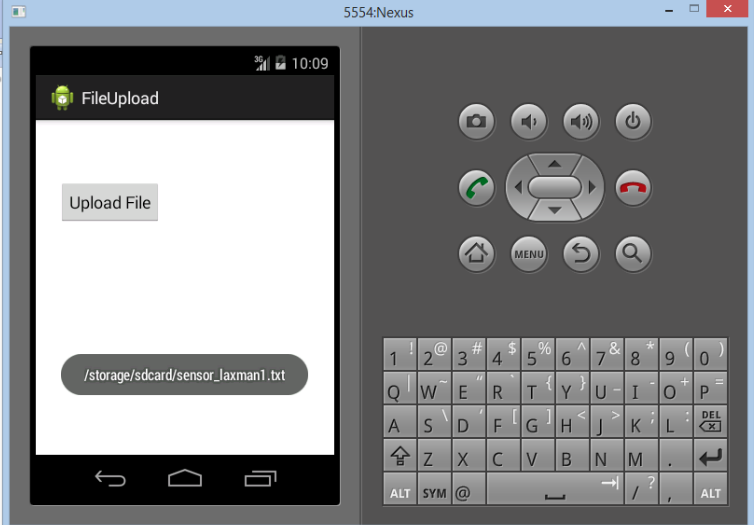 5554:Nexus
3G 10:09
FileUpload
Upload File
/storage/sdcard/sensor_laxman1.txt
MENU
1 ! 2 @ 3 # 4 $ 5 % 6 ^ 7 & 8 * 9 ( 0 )
Q | W ~ E " R ` T { Y } U _ I - O + P =
A S \ D ' F [ G ] H < J > K ; L : DEL
Z X C V B N M .
ALT SYM @ / ? , ALT